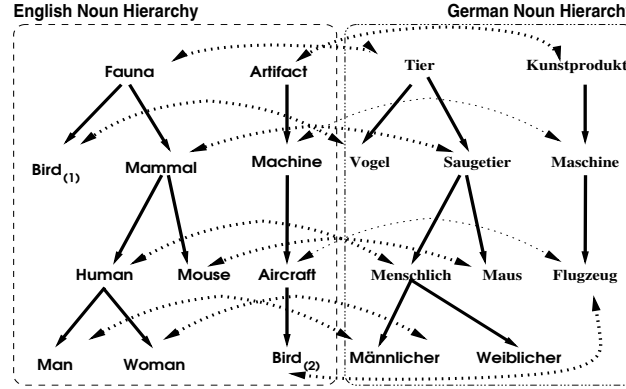 English Noun Hierarchy German Noun Hierarch
Fauna Artifact Tier Kunstprodukt
Bird(1) Mammal Machine Vogel Saugetier Maschine
Human Mouse Aircraft Menschlich Maus Flugzeug
Man Woman Bird(2) Männlicher Weiblicher